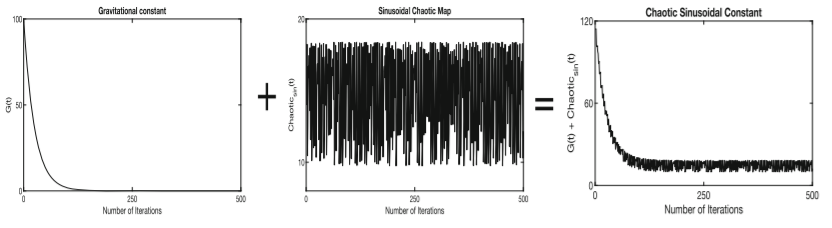 Gravitational constant
100
50
0
G(t)
0
250
500
Number of Iterations
+
Sinusoidal Chaotic Map
20
10
Chaotic_sin(t)
0
250
500
Number of Iterations
=
Chaotic Sinusoidal Constant
120
60
0
G(t) + Chaotic_sin(t)
0
250
500
Number of Iterations